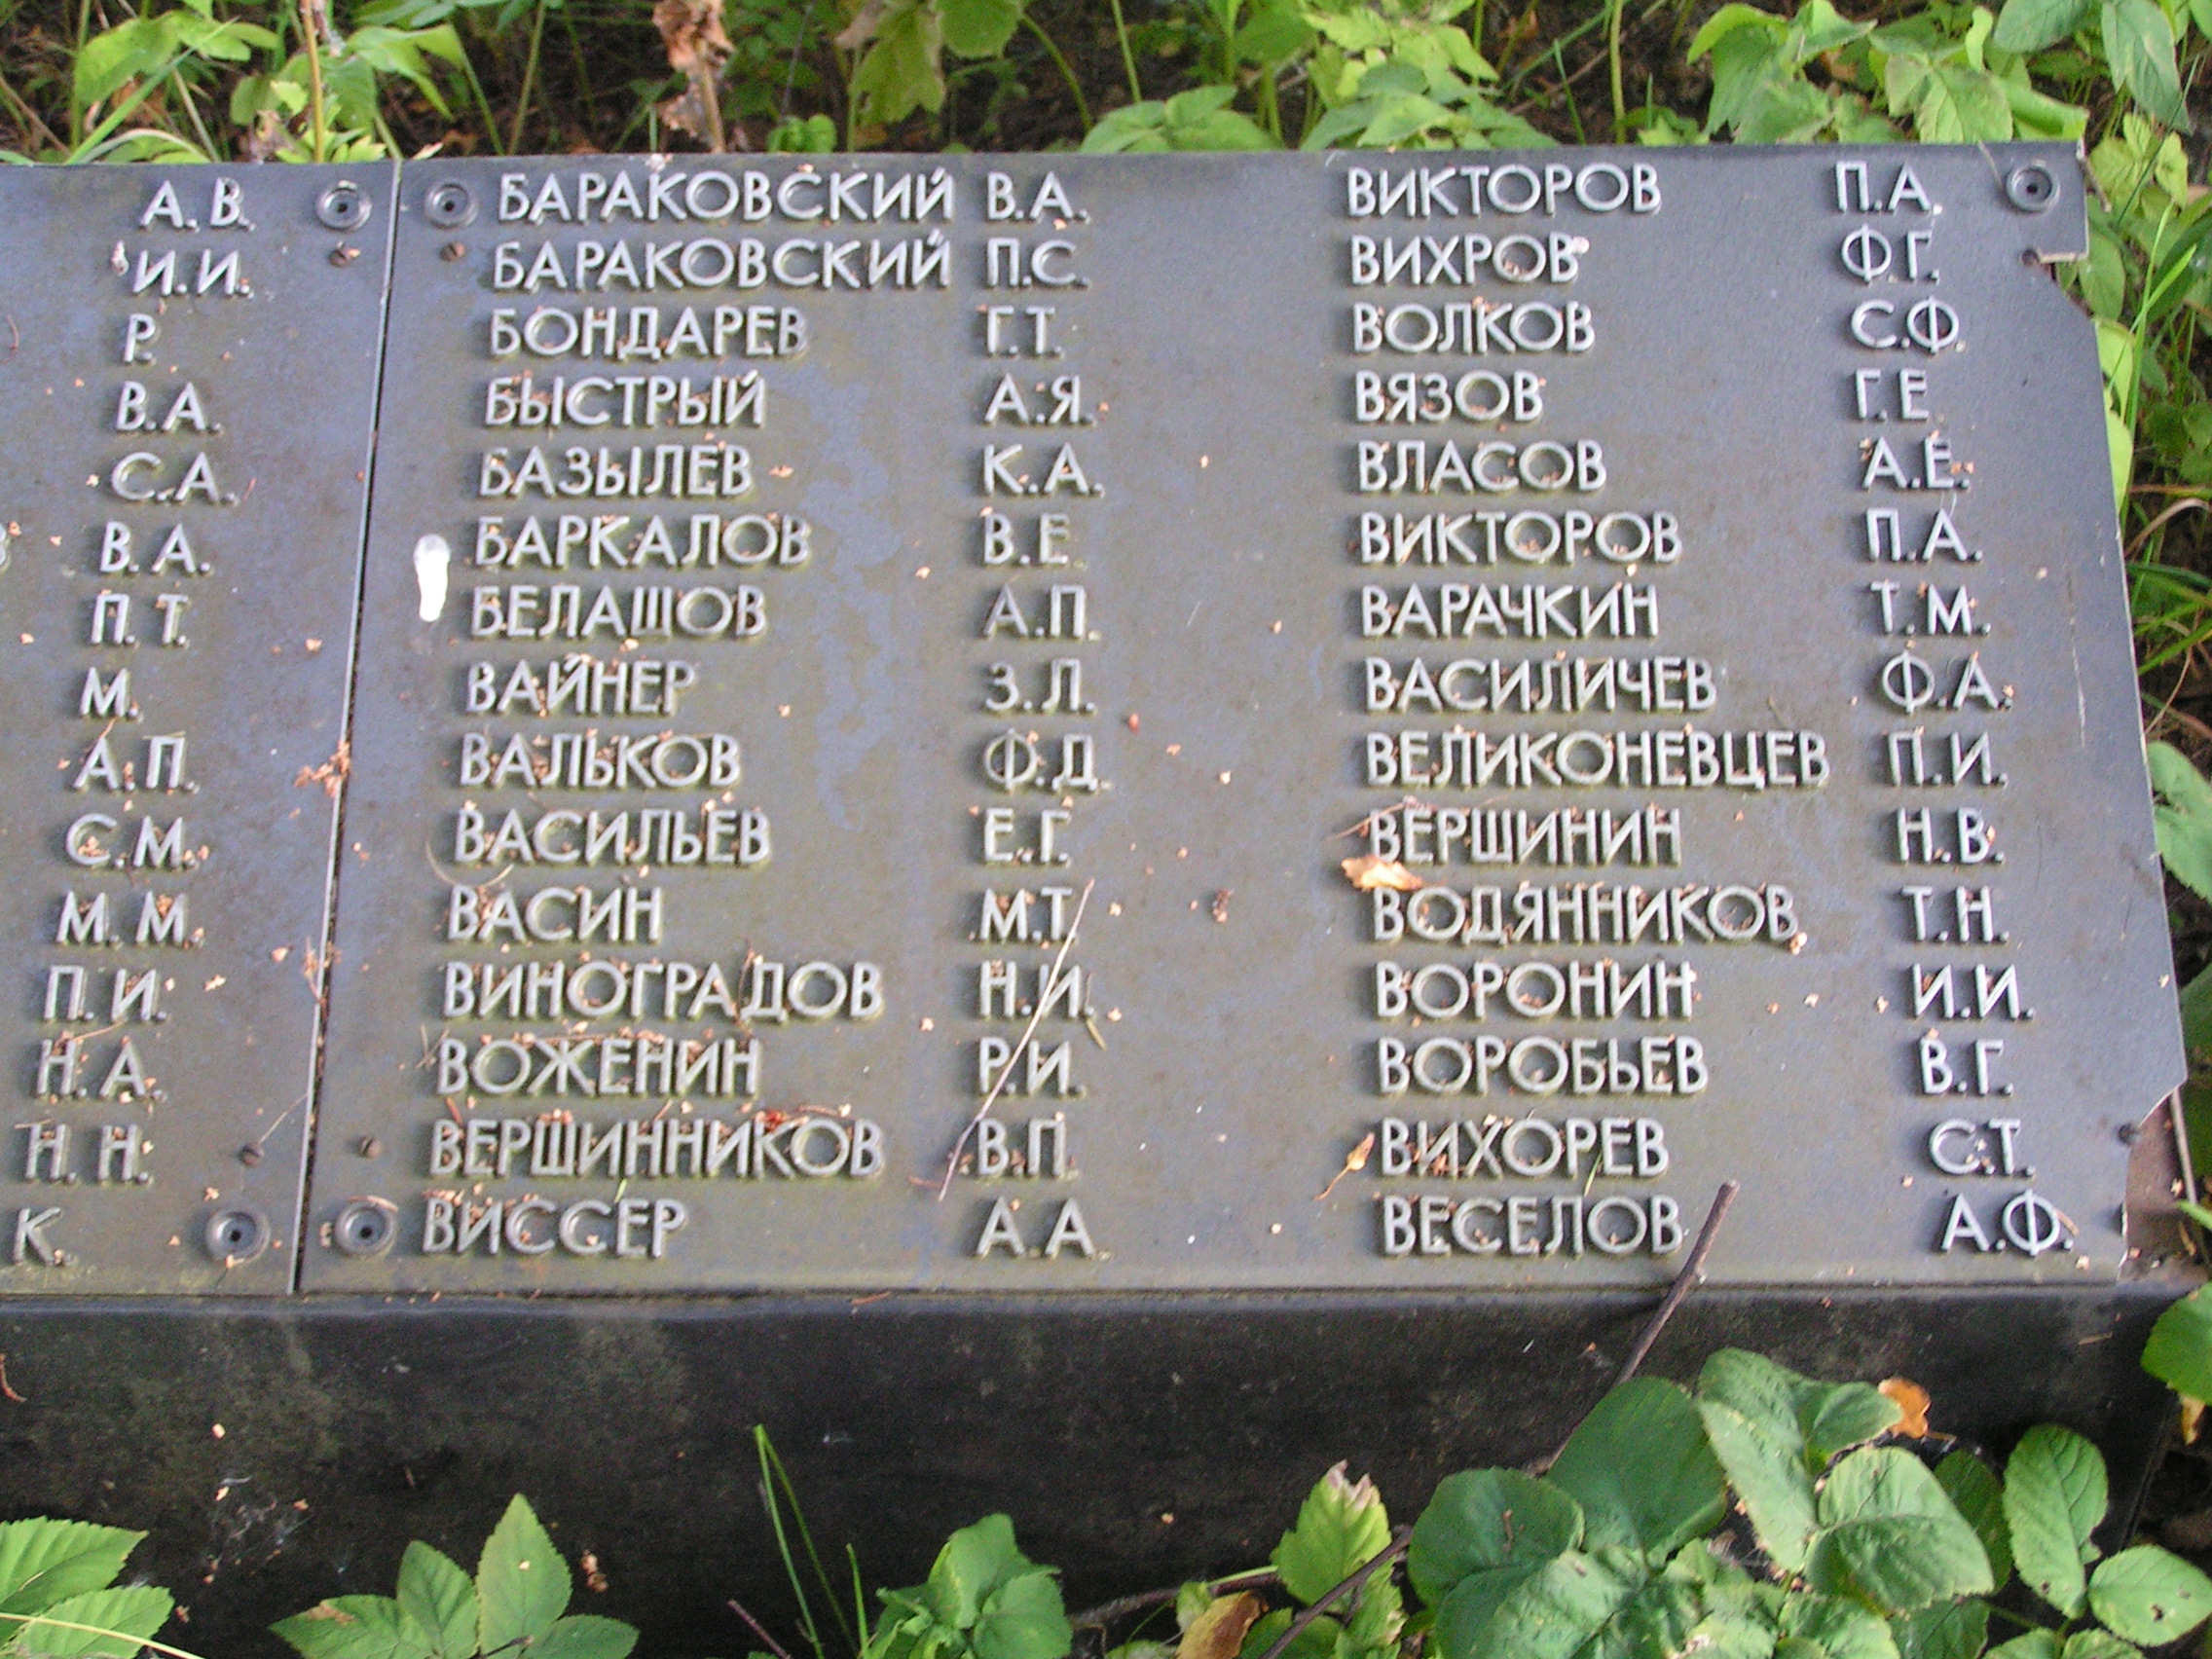 А.В. БАРАКОВСКИЙ В.А. ВИКТОРОВ П.А.
И.И. БАРАКОВСКИЙ П.С. ВИХРОВ Ф.Г.
Р. БОНДАРЕВ Г.Т. ВОЛКОВ С.Ф.
В.А. БЫСТРЫЙ А.Я. ВЯЗОВ Г.Е
С.А. БАЗЫЛЕВ К.А. ВЛАСОВ А.Е.
В.А. БАРКАЛОВ В.Е. ВИКТОРОВ П.А.
П.Т. БЕЛАШОВ А.П. ВАРАЧКИН Т.М.
М. ВАЙНЕР З.Л. ВАСИЛИЧЕВ Ф.А.
А.П. ВАЛЬКОВ Ф.Д. ВЕЛИКОНЕВЦЕВ П.И.
С.М. ВАСИЛЬЕВ Е.Г. ВЕРШИНИН Н.В.
М.М. ВАСИН М.Т. ВОДЯННИКОВ Т.Н.
П.И. ВИНОГРАДОВ Н.И. ВОРОНИН И.И.
Н.А. ВОЖЕНИН Р.И. ВОРОБЬЕВ В.Г.
Н.Н. ВЕРШИННИКОВ В.П. ВИХОРЕВ С.Т.
К. ВИССЕР А.А. ВЕСЕЛОВ А.Ф.